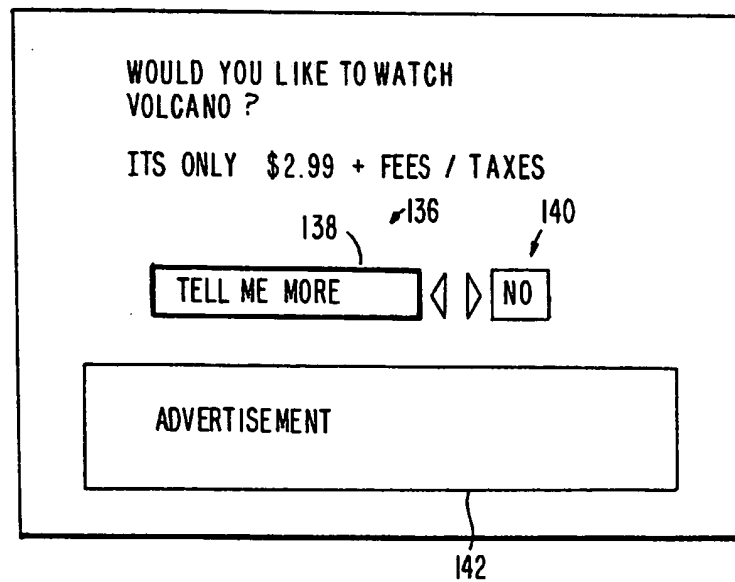 WOULD YOU LIKE TO WATCH
VOLCANO ?
ITS ONLY $2.99 + FEES / TAXES
138 136 140
TELL ME MORE NO
ADVERTISEMENT
142